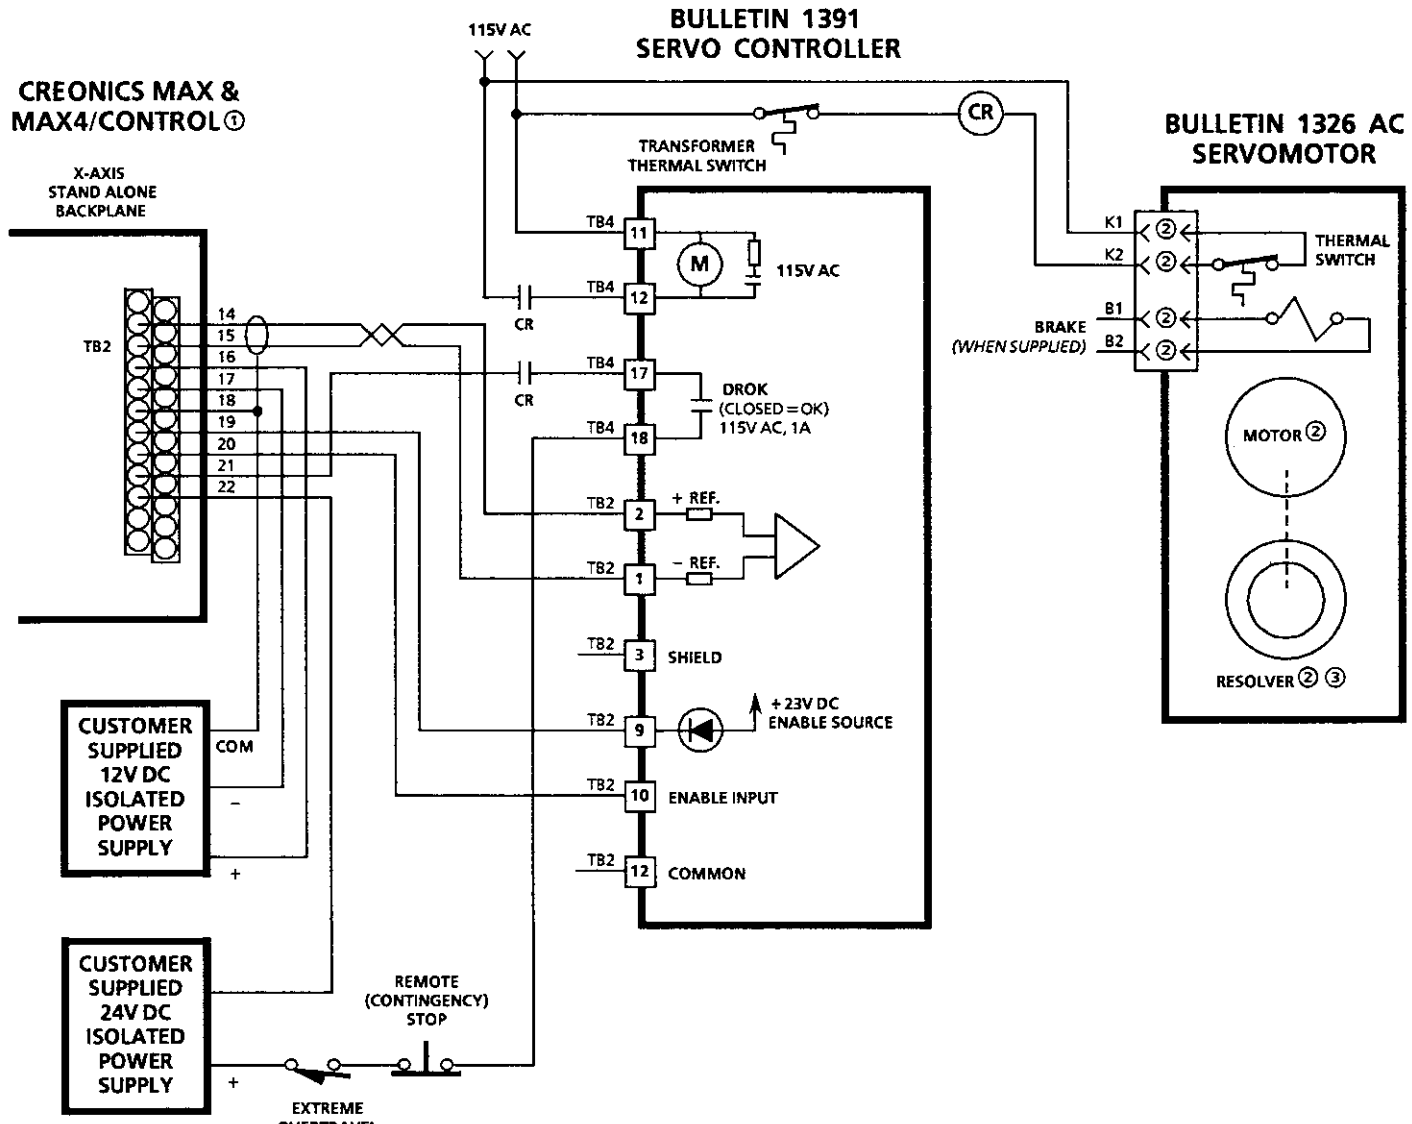 115V AC
BULLETIN 1391
SERVO CONTROLLER
CREONICS MAX &
MAX4/CONTROL ①
BULLETIN 1326 AC
SERVOMOTOR
X-AXIS
STAND ALONE
BACKPLANE
TRANSFORMER
THERMAL SWITCH
CR
TB4
11
M
115V AC
TB4
12
CR
K1
②
K2
②
THERMAL
SWITCH
B1
②
B2
②
BRAKE
(WHEN SUPPLIED)
TB2
14
15
16
17
18
19
20
21
22
TB4
17
CR
DROK
(CLOSED = OK)
115V AC, 1A
TB4
18
MOTOR ②
TB2
2
+ REF.
TB2
1
– REF.
TB2
3
SHIELD
RESOLVER ② ③
TB2
9
+ 23V DC
ENABLE SOURCE
TB2
10
ENABLE INPUT
TB2
12
COMMON
CUSTOMER
SUPPLIED
12V DC
ISOLATED
POWER
SUPPLY
COM
–
+
CUSTOMER
SUPPLIED
24V DC
ISOLATED
POWER
SUPPLY
+
REMOTE
(CONTINGENCY)
STOP
EXTREME